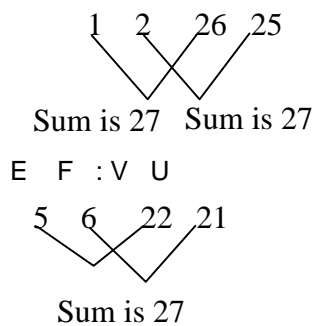 1 2 26 25
Sum is 27 Sum is 27
E F : V U
5 6 22 21
Sum is 27